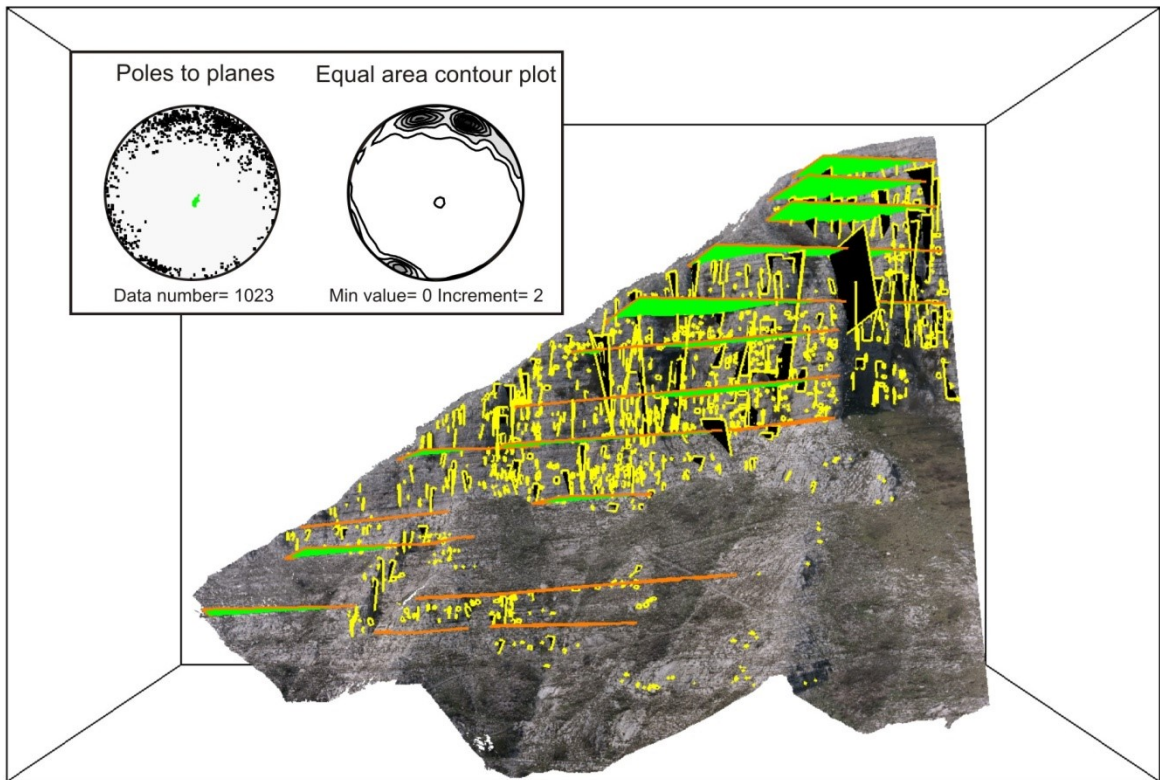 Poles to planes
Equal area contour plot
Data number= 1023
Min value= 0 Increment= 2